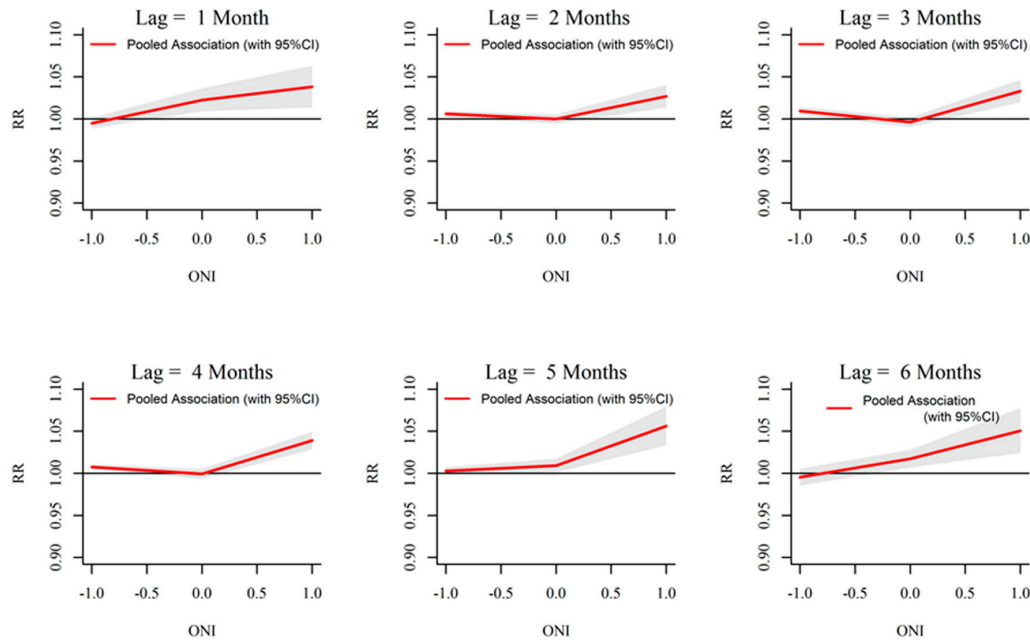 Lag =  1 Month
Pooled Association (with 95%CI)
1.10
1.05
1.00
0.95
0.90
RR
-1.0 -0.5 0.0 0.5 1.0
ONI
Lag =  2 Months
Pooled Association (with 95%CI)
1.10
1.05
1.00
0.95
0.90
RR
-1.0 -0.5 0.0 0.5 1.0
ONI
Lag =  3 Months
Pooled Association (with 95%CI)
1.10
1.05
1.00
0.95
0.90
RR
-1.0 -0.5 0.0 0.5 1.0
ONI
Lag =  4 Months
Pooled Association (with 95%CI)
1.10
1.05
1.00
0.95
0.90
RR
-1.0 -0.5 0.0 0.5 1.0
ONI
Lag =  5 Months
Pooled Association (with 95%CI)
1.10
1.05
1.00
0.95
0.90
RR
-1.0 -0.5 0.0 0.5 1.0
ONI
Lag =  6 Months
Pooled Association
(with 95%CI)
1.10
1.05
1.00
0.95
0.90
RR
-1.0 -0.5 0.0 0.5 1.0
ONI